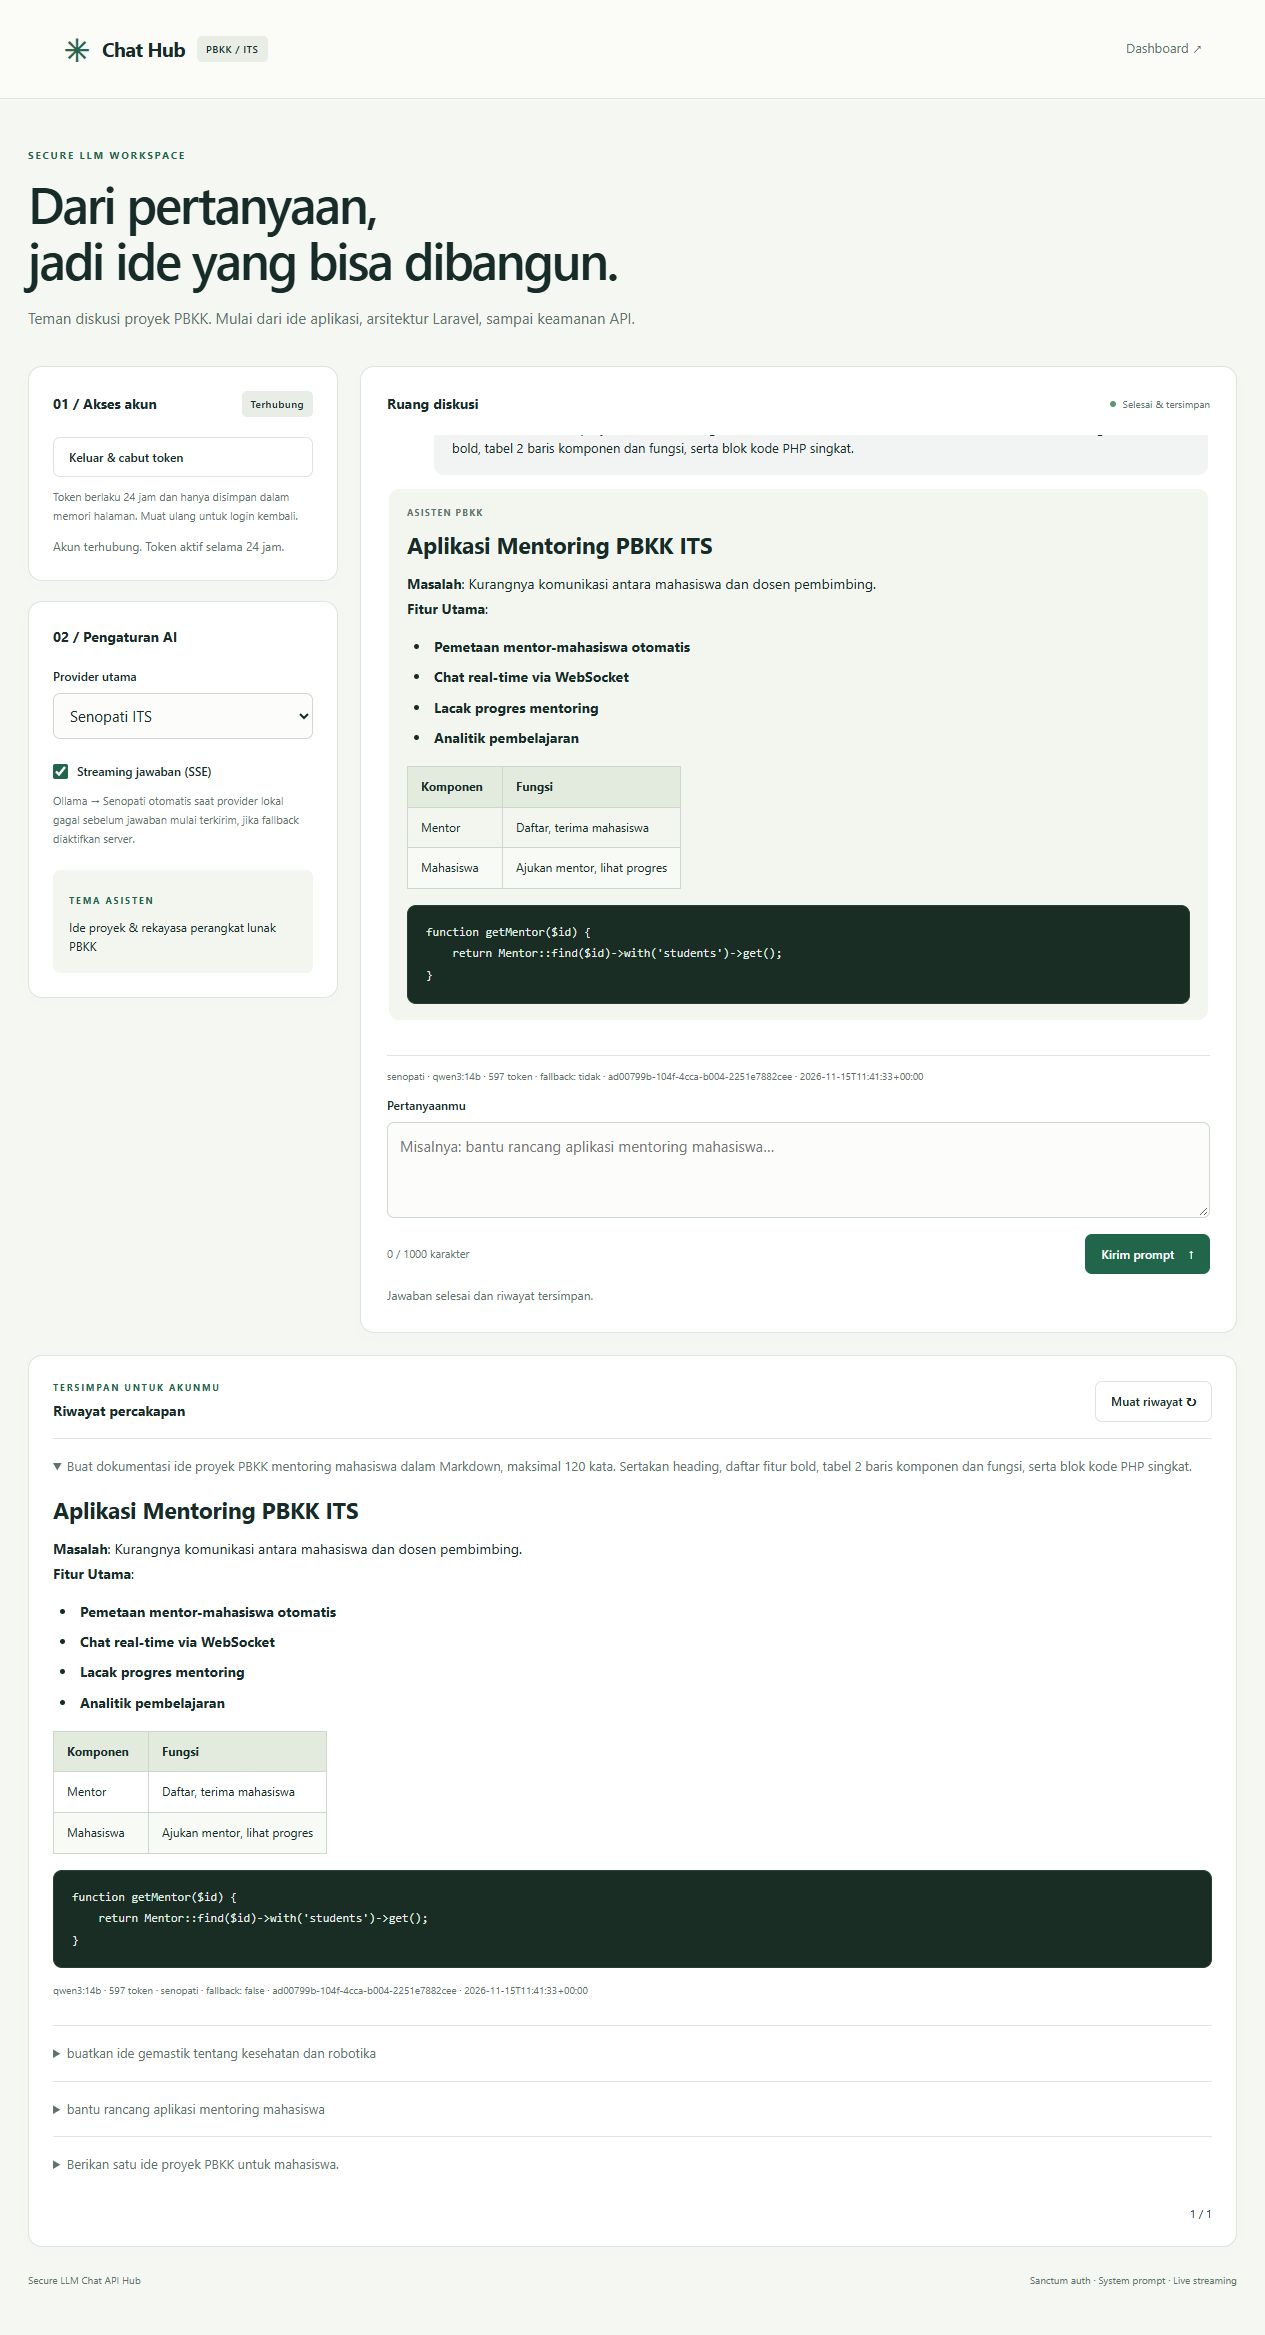 Chat Hub PBKK / ITS
Dashboard ↗
SECURE LLM WORKSPACE
Dari pertanyaan,
jadi ide yang bisa dibangun.
Teman diskusi proyek PBKK. Mulai dari ide aplikasi, arsitektur Laravel, sampai keamanan API.
01 / Akses akun
Terhubung
Keluar & cabut token
Token berlaku 24 jam dan hanya disimpan dalam
memori halaman. Muat ulang untuk login kembali.
Akun terhubung. Token aktif selama 24 jam.
02 / Pengaturan AI
Provider utama
Senopati ITS
Streaming jawaban (SSE)
Ollama → Senopati otomatis saat provider lokal
gagal sebelum jawaban mulai terkirim, jika fallback
diaktifkan server.
TEMA ASISTEN
Ide proyek & rekayasa perangkat lunak
PBKK
Ruang diskusi
Selesai & tersimpan
bold, tabel 2 baris komponen dan fungsi, serta blok kode PHP singkat.
ASISTEN PBKK
Aplikasi Mentoring PBKK ITS
Masalah: Kurangnya komunikasi antara mahasiswa dan dosen pembimbing.
Fitur Utama:
• Pemetaan mentor-mahasiswa otomatis
• Chat real-time via WebSocket
• Lacak progres mentoring
• Analitik pembelajaran
Komponen Fungsi
Mentor Daftar, terima mahasiswa
Mahasiswa Ajukan mentor, lihat progres
function getMentor($id) {
    return Mentor::find($id)->with('students')->get();
}
senopati · qwen3:14b · 597 token · fallback: tidak · ad00799b-104f-4cca-b004-2251e7882cee · 2026-11-15T11:41:33+00:00
Pertanyaanmu
Misalnya: bantu rancang aplikasi mentoring mahasiswa...
0 / 1000 karakter
Kirim prompt ↑
Jawaban selesai dan riwayat tersimpan.
TERSIMPAN UNTUK AKUNMU
Riwayat percakapan
Muat riwayat ↻
▼ Buat dokumentasi ide proyek PBKK mentoring mahasiswa dalam Markdown, maksimal 120 kata. Sertakan heading, daftar fitur bold, tabel 2 baris komponen dan fungsi, serta blok kode PHP singkat.
Aplikasi Mentoring PBKK ITS
Masalah: Kurangnya komunikasi antara mahasiswa dan dosen pembimbing.
Fitur Utama:
• Pemetaan mentor-mahasiswa otomatis
• Chat real-time via WebSocket
• Lacak progres mentoring
• Analitik pembelajaran
Komponen Fungsi
Mentor Daftar, terima mahasiswa
Mahasiswa Ajukan mentor, lihat progres
function getMentor($id) {
    return Mentor::find($id)->with('students')->get();
}
qwen3:14b · 597 token · senopati · fallback: false · ad00799b-104f-4cca-b004-2251e7882cee · 2026-11-15T11:41:33+00:00
▶ buatkan ide gemastik tentang kesehatan dan robotika
▶ bantu rancang aplikasi mentoring mahasiswa
▶ Berikan satu ide proyek PBKK untuk mahasiswa.
1 / 1
Secure LLM Chat API Hub
Sanctum auth · System prompt · Live streaming